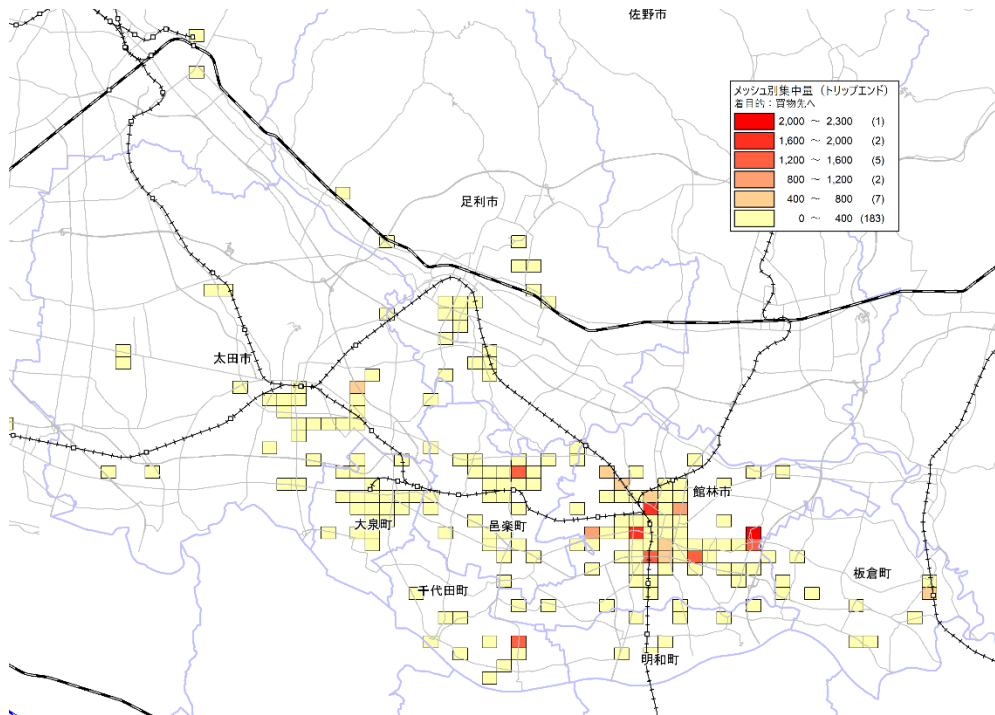 佐野市
メッシュ別集中量（トリップエンド）
着目的：買物先へ
2,000 ～ 2,300 (1)
1,600 ～ 2,000 (2)
1,200 ～ 1,600 (5)
800 ～ 1,200 (2)
400 ～ 800 (7)
0 ～ 400 (183)
足利市
太田市
館林市
大泉町
邑楽町
板倉町
千代田町
明和町